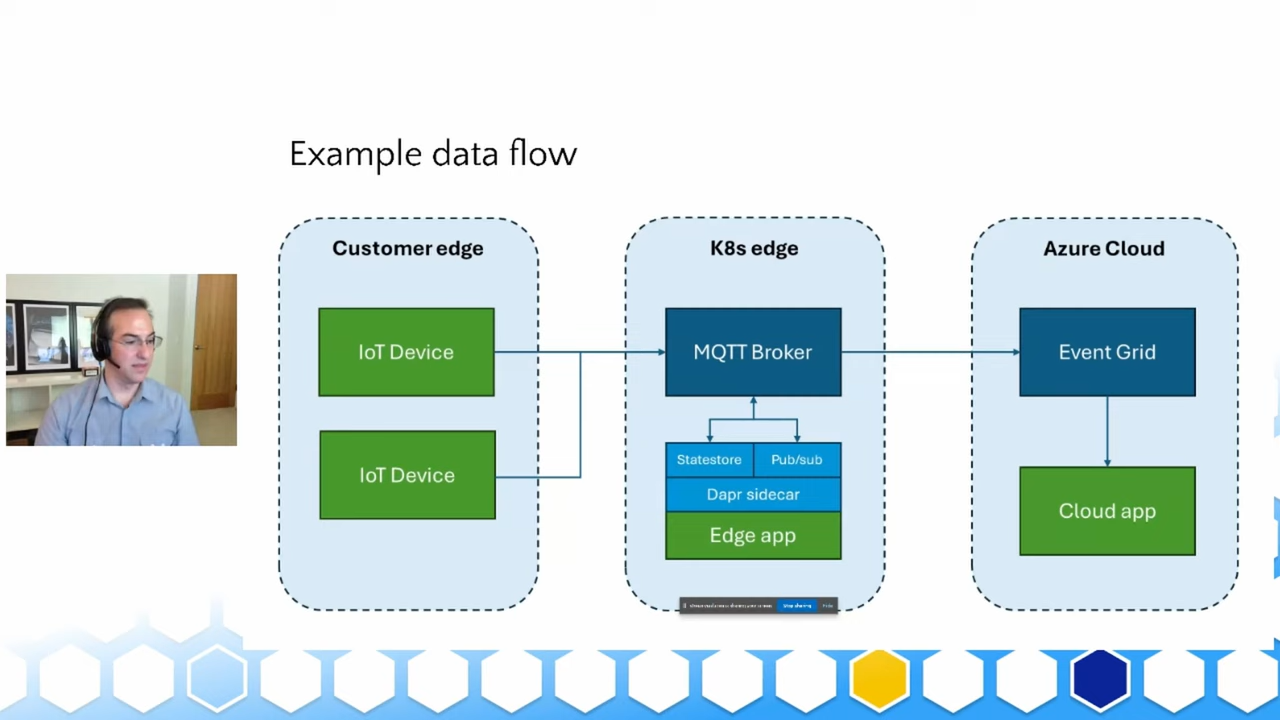 Example data flow
Customer edge
K8s edge
Azure Cloud
IoT Device
MQTT Broker
Event Grid
IoT Device
Statestore
Pub/sub
Dapr sidecar
Edge app
Cloud app
Stop sharing